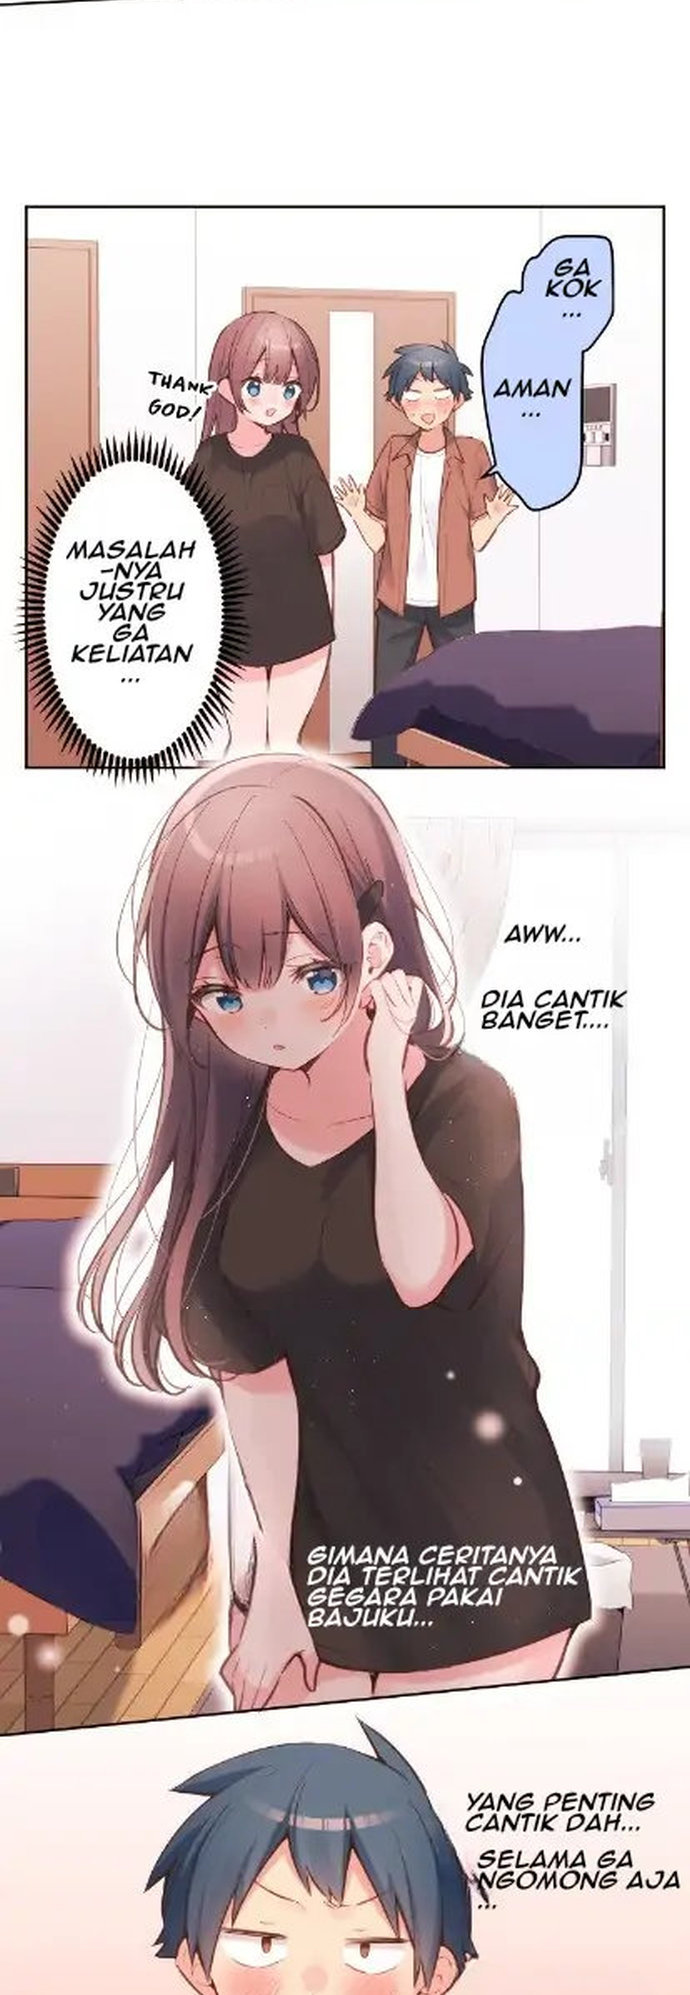 GA
KOK
...
AMAN
...
THANK
GOD!
MASALAH
-NYA
JUSTRU
YANG
GA
KELIATAN
...
AWW...
DIA CANTIK
BANGET....
GIMANA CERITANYA
DIA TERLIHAT CANTIK
GEGARA PAKAI
BAJUKU...
YANG PENTING
CANTIK DAH...
SELAMA GA
NGOMONG AJA
...